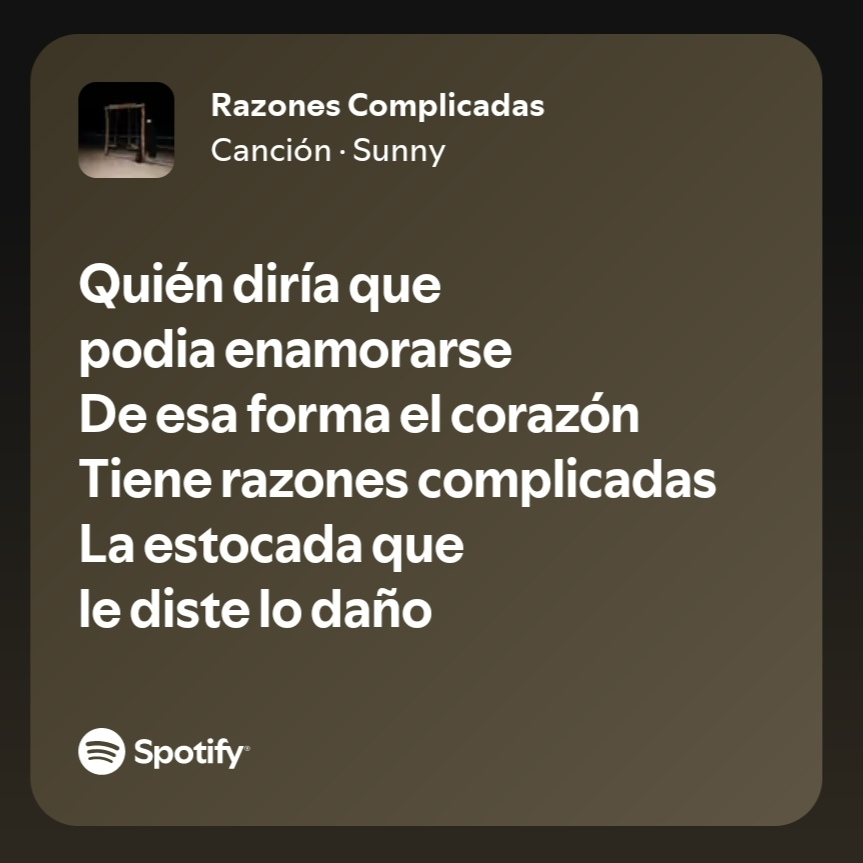 Razones Complicadas
Canción · Sunny
Quién diría que
podia enamorarse
De esa forma el corazón
Tiene razones complicadas
La estocada que
le diste lo daño
Spotify®